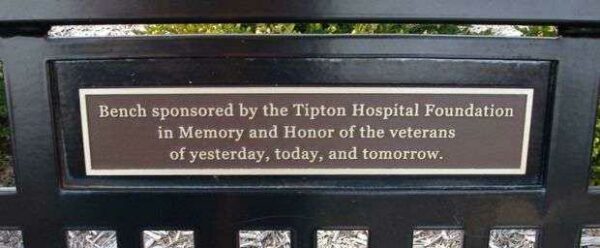 Bench sponsored by the Tipton Hospital Foundation
in Memory and Honor of the veterans
of yesterday, today, and tomorrow.